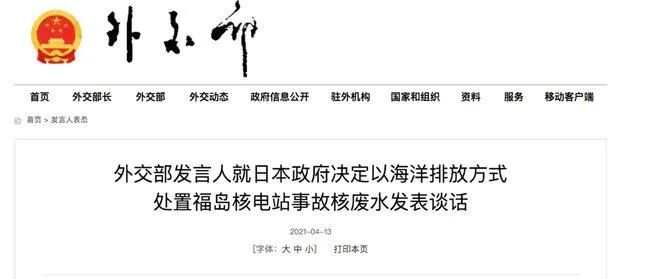 外交部
首页 外交部长 外交部 外交动态 政府信息公开 驻外机构 国家和组织 资料 服务 移动客户端
首页 > 发言人表态
外交部发言人就日本政府决定以海洋排放方式
处置福岛核电站事故核废水发表谈话
2021-04-13
[字体：大 中 小] 打印本页